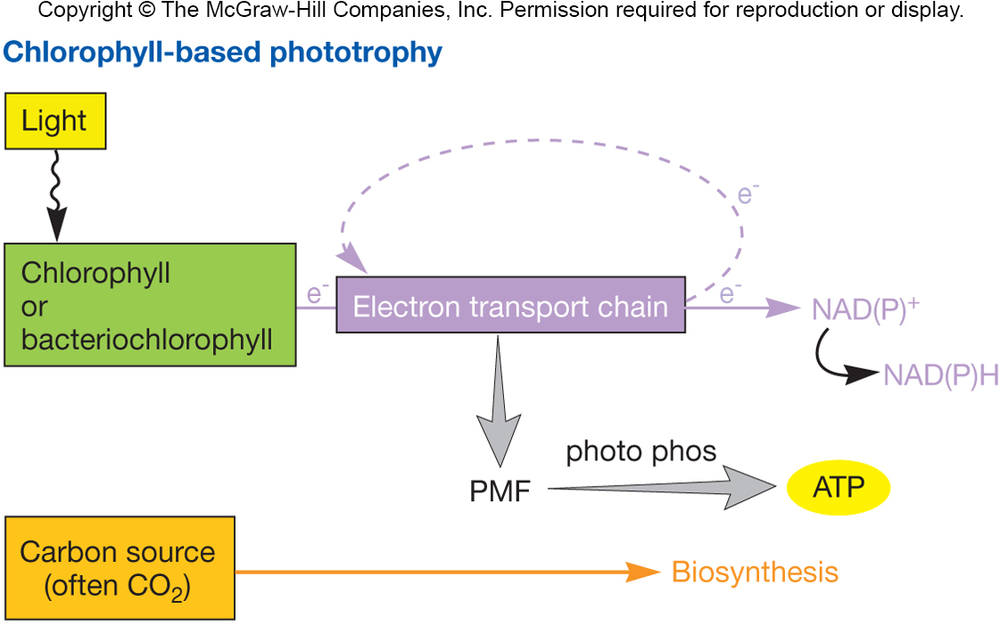 Copyright © The McGraw-Hill Companies, Inc. Permission required for reproduction or display.
Chlorophyll-based phototrophy
Light
e⁻
Chlorophyll
or
bacteriochlorophyll
e⁻
Electron transport chain
e⁻
NAD(P)⁺
NAD(P)H
photo phos
PMF
ATP
Carbon source
(often CO₂)
Biosynthesis